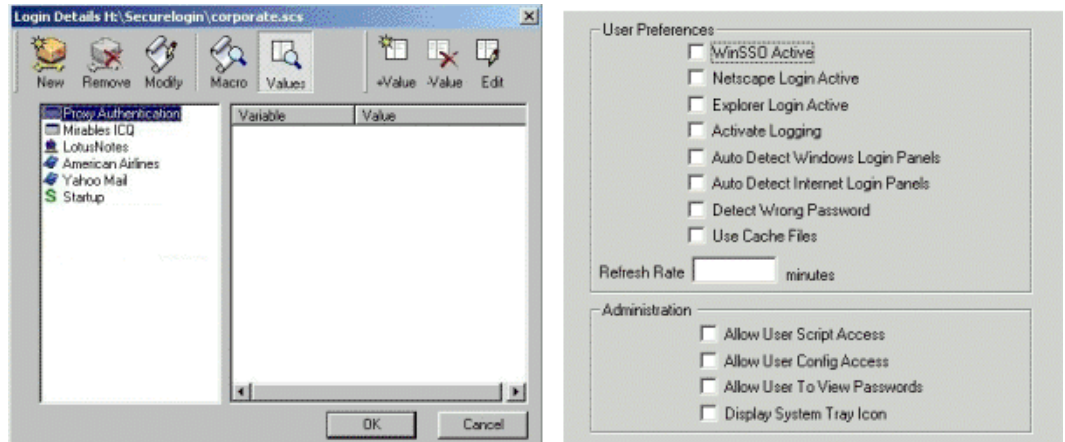 Login Details H:\Securelogin\corporate.scs
New Remove Modify Macro Values +Value -Value Edit
Proxy Authentication
Mirables ICQ
LotusNotes
American Airlines
Yahoo Mail
Startup
Variable Value
OK Cancel
User Preferences
WinSSO Active
Netscape Login Active
Explorer Login Active
Activate Logging
Auto Detect Windows Login Panels
Auto Detect Internet Login Panels
Detect Wrong Password
Use Cache Files
Refresh Rate minutes
Administration
Allow User Script Access
Allow User Config Access
Allow User To View Passwords
Display System Tray Icon